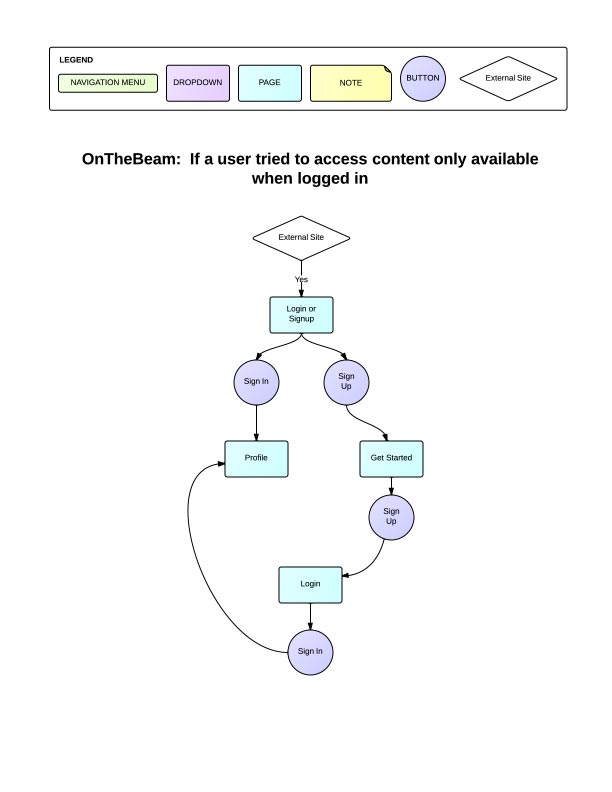 LEGEND
NAVIGATION MENU
DROPDOWN
PAGE
NOTE
BUTTON
External Site
OnTheBeam:  If a user tried to access content only available
when logged in
External Site
Yes
Login or
Signup
Sign In
Sign
Up
Profile
Get Started
Sign
Up
Login
Sign In